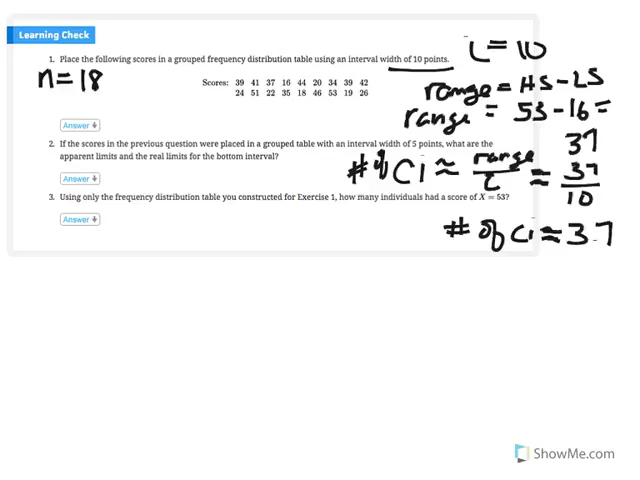 Learning Check
i = 10
1. Place the following scores in a grouped frequency distribution table using an interval width of 10 points.
n = 18
Scores: 39 41 37 16 44 20 34 39 42
24 51 22 35 18 46 53 19 26
range = HS - LS
range = 53 - 16 =
37
Answer
2. If the scores in the previous question were placed in a grouped table with an interval width of 5 points, what are the
apparent limits and the real limits for the bottom interval?
# of CI ≈ range / i = 37 / 10
Answer
3. Using only the frequency distribution table you constructed for Exercise 1, how many individuals had a score of X = 53?
Answer
# of CI ≈ 3.7
ShowMe.com